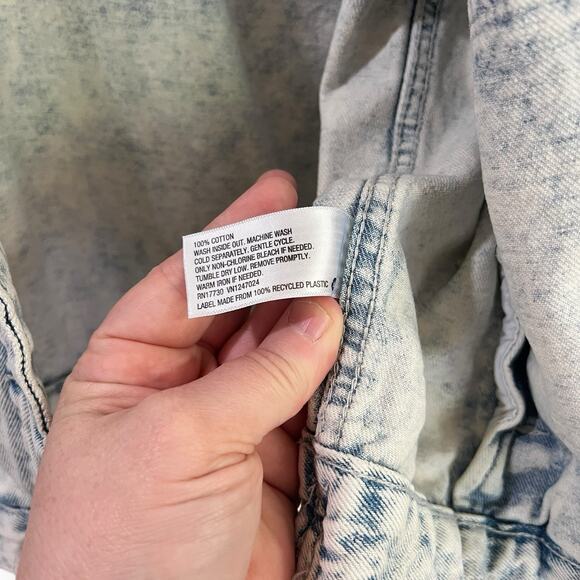 100% COTTON
WASH INSIDE OUT. MACHINE WASH
COLD SEPARATELY. GENTLE CYCLE.
ONLY NON-CHLORINE BLEACH IF NEEDED.
TUMBLE DRY LOW. REMOVE PROMPTLY.
WARM IRON IF NEEDED.
RN17730 VN1247024
LABEL MADE FROM 100% RECYCLED PLASTIC